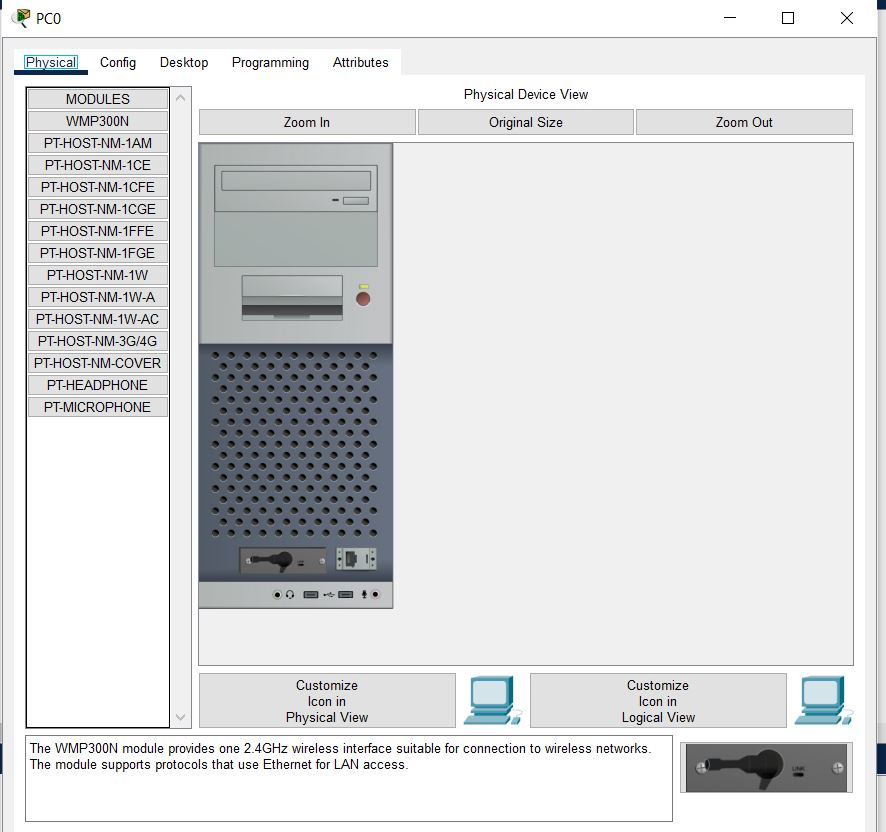 PC0
Physical Config Desktop Programming Attributes
MODULES
WMP300N
PT-HOST-NM-1AM
PT-HOST-NM-1CE
PT-HOST-NM-1CFE
PT-HOST-NM-1CGE
PT-HOST-NM-1FFE
PT-HOST-NM-1FGE
PT-HOST-NM-1W
PT-HOST-NM-1W-A
PT-HOST-NM-1W-AC
PT-HOST-NM-3G/4G
PT-HOST-NM-COVER
PT-HEADPHONE
PT-MICROPHONE
Physical Device View
Zoom In Original Size Zoom Out
Customize
Icon in
Physical View
Customize
Icon in
Logical View
The WMP300N module provides one 2.4GHz wireless interface suitable for connection to wireless networks.
The module supports protocols that use Ethernet for LAN access.
LINK